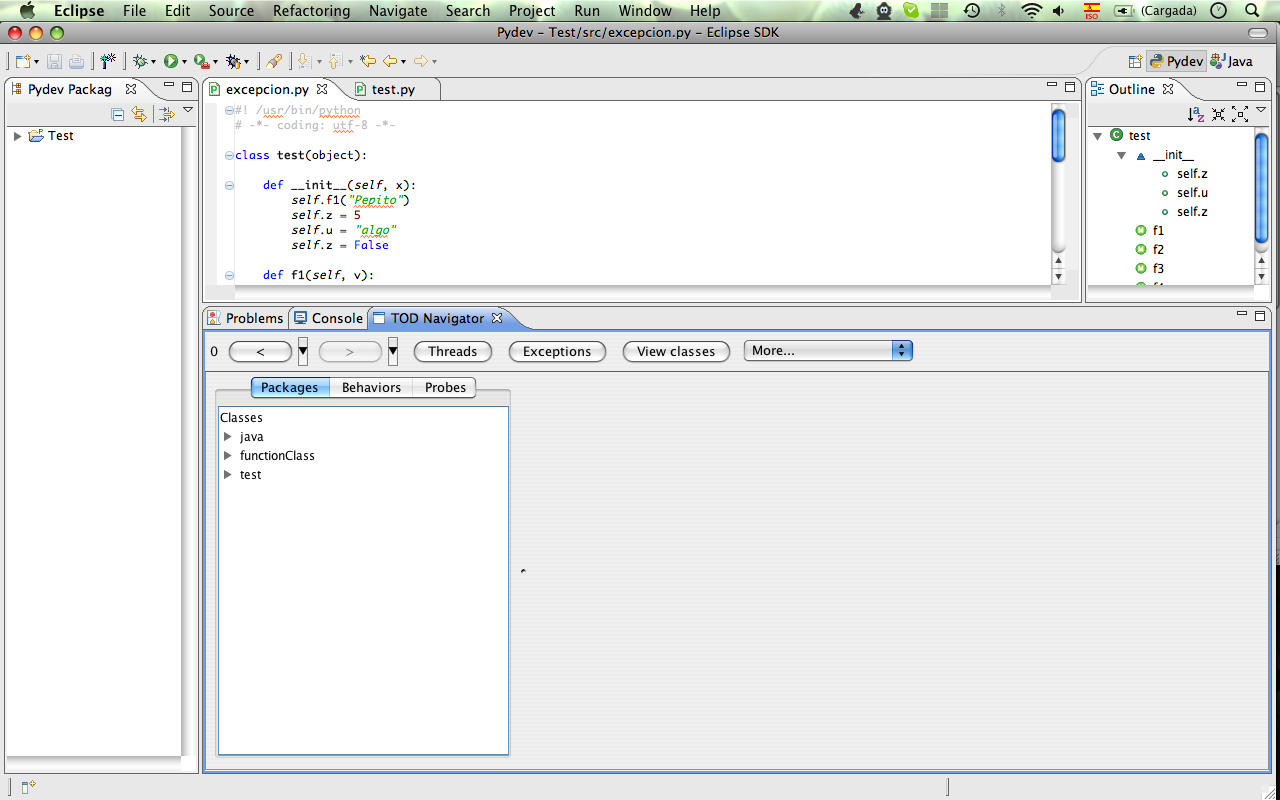 Eclipse File Edit Source Refactoring Navigate Search Project Run Window Help ISO (Cargada)
Pydev – Test/src/excepcion.py – Eclipse SDK
Pydev Java
Pydev Packag
Test
excepcion.py test.py
#! /usr/bin/python
# -*- coding: utf-8 -*-
class test(object):
def __init__(self, x):
self.f1("Pepito")
self.z = 5
self.u = "algo"
self.z = False
def f1(self, v):
Outline
test
__init__
self.z
self.u
self.z
f1
f2
f3
Problems Console TOD Navigator
0 < > Threads Exceptions View classes More...
Packages Behaviors Probes
Classes
java
functionClass
test